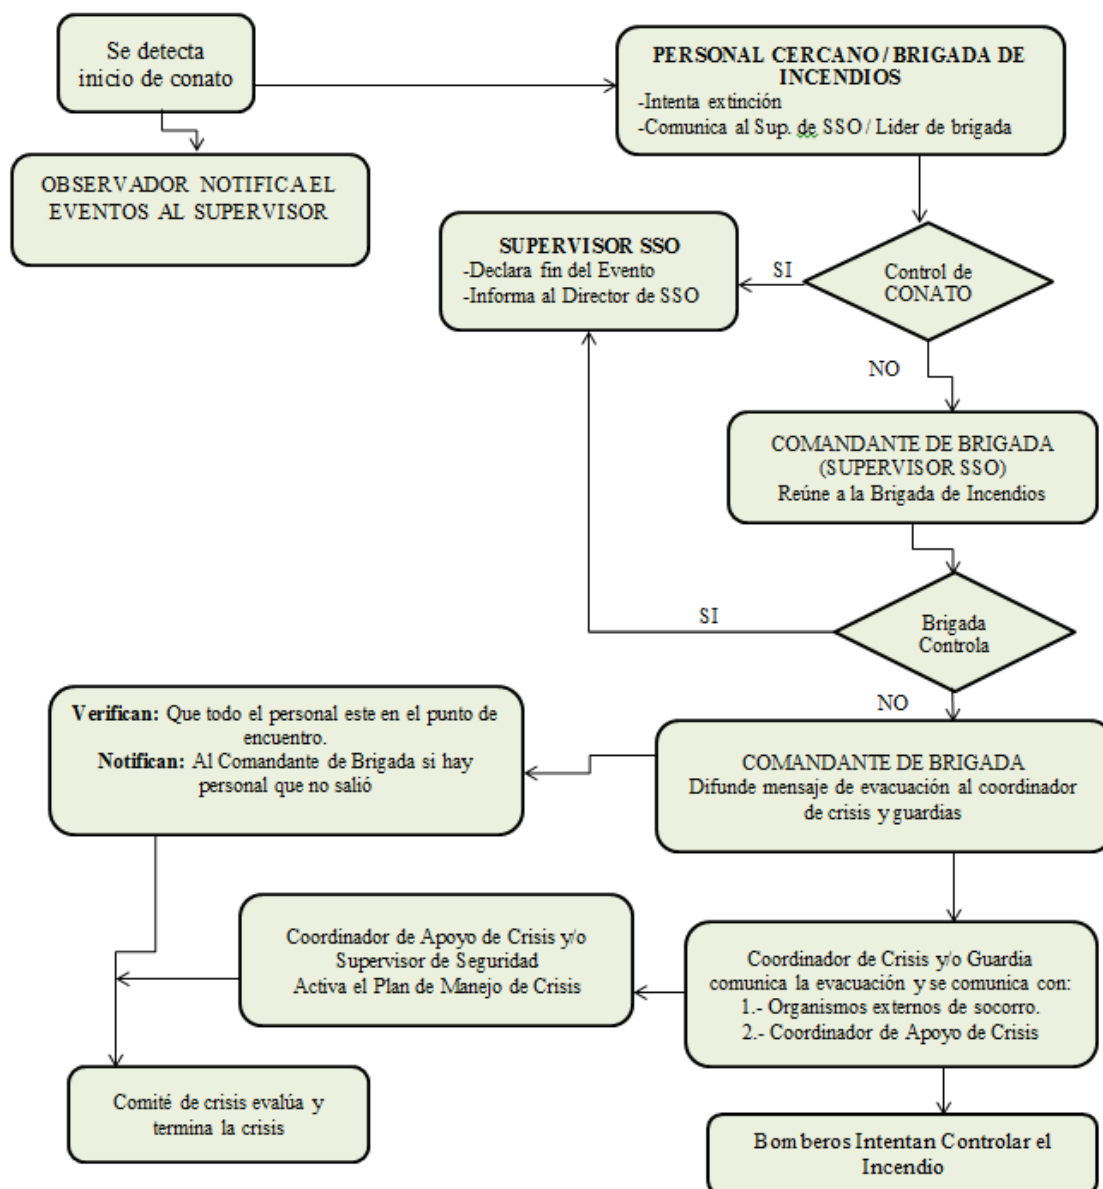 Se detecta
inicio de conato
PERSONAL CERCANO / BRIGADA DE
INCENDIOS
-Intenta extinción
-Comunica al Sup. de SSO / Lider de brigada
OBSERVADOR NOTIFICA EL
EVENTOS AL SUPERVISOR
SUPERVISOR SSO
-Declara fin del Evento
-Informa al Director de SSO
SI
Control de
CONATO
NO
COMANDANTE DE BRIGADA
(SUPERVISOR SSO)
Reúne a la Brigada de Incendios
SI
Brigada
Controla
NO
Verifican: Que todo el personal este en el punto de
encuentro.
Notifican: Al Comandante de Brigada si hay
personal que no salió
COMANDANTE DE BRIGADA
Difunde mensaje de evacuación al coordinador
de crisis y guardias
Coordinador de Apoyo de Crisis y/o
Supervisor de Seguridad
Activa el Plan de Manejo de Crisis
Coordinador de Crisis y/o Guardia
comunica la evacuación y se comunica con:
1.- Organismos externos de socorro.
2.- Coordinador de Apoyo de Crisis
Comité de crisis evalúa y
termina la crisis
Bomberos Intentan Controlar el
Incendio